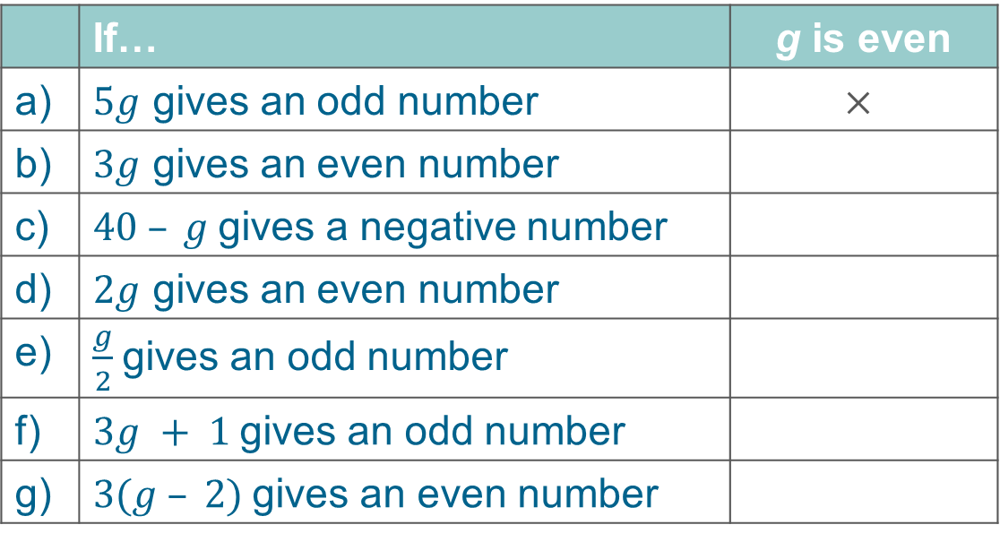 If… g is even
a) 5g gives an odd number ×
b) 3g gives an even number
c) 40 – g gives a negative number
d) 2g gives an even number
e) g/2 gives an odd number
f) 3g + 1 gives an odd number
g) 3(g – 2) gives an even number